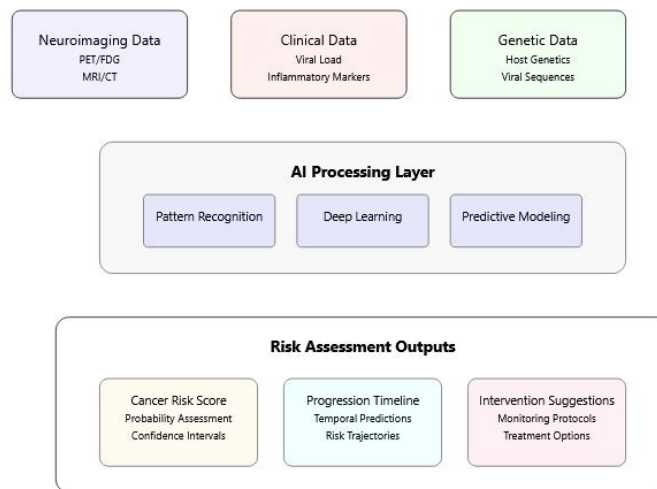 Neuroimaging Data
PET/FDG
MRI/CT
Clinical Data
Viral Load
Inflammatory Markers
Genetic Data
Host Genetics
Viral Sequences
AI Processing Layer
Pattern Recognition
Deep Learning
Predictive Modeling
Risk Assessment Outputs
Cancer Risk Score
Probability Assessment
Confidence Intervals
Progression Timeline
Temporal Predictions
Risk Trajectories
Intervention Suggestions
Monitoring Protocols
Treatment Options